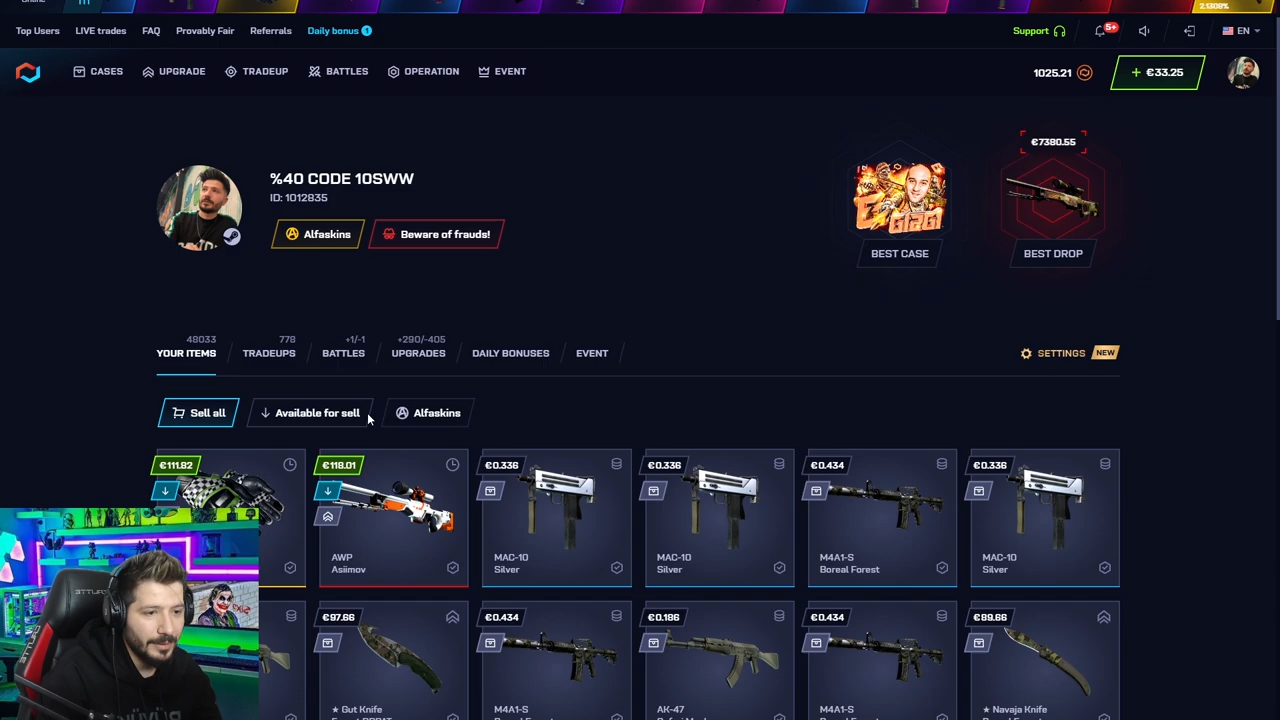 2.1308%
Top Users
LIVE trades
FAQ
Provably Fair
Referrals
Daily bonus 1
Support
5+
EN
CASES
UPGRADE
TRADEUP
BATTLES
OPERATION
EVENT
1025.21
+ €33.25
%40 CODE 10SWW
ID: 1012835
Alfaskins
Beware of frauds!
BEST CASE
€7380.55
BEST DROP
48033
YOUR ITEMS
778
TRADEUPS
+1/-1
BATTLES
+290/-405
UPGRADES
DAILY BONUSES
EVENT
SETTINGS NEW
Sell all
Available for sell
Alfaskins
€111.82
€118.01
AWP
Asiimov
€0.336
MAC-10
Silver
€0.336
MAC-10
Silver
€0.434
M4A1-S
Boreal Forest
€0.336
MAC-10
Silver
€97.66
★ Gut Knife
€0.434
M4A1-S
€0.186
AK-47
€0.434
M4A1-S
€89.66
★ Navaja Knife